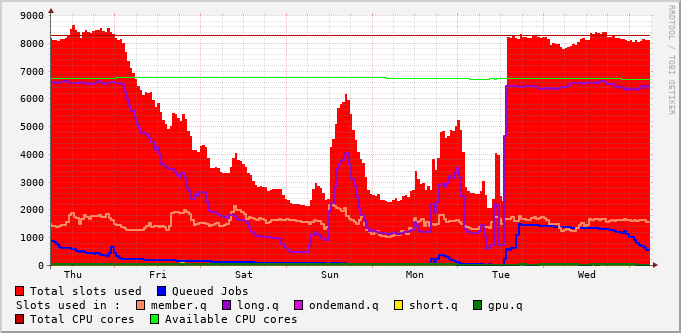 9000
8000
7000
6000
5000
4000
3000
2000
1000
0
Thu Fri Sat Sun Mon Tue Wed
RRDTOOL / TOBI OETIKER
Total slots used Queued Jobs
Slots used in : member.q long.q ondemand.q short.q gpu.q
Total CPU cores Available CPU cores